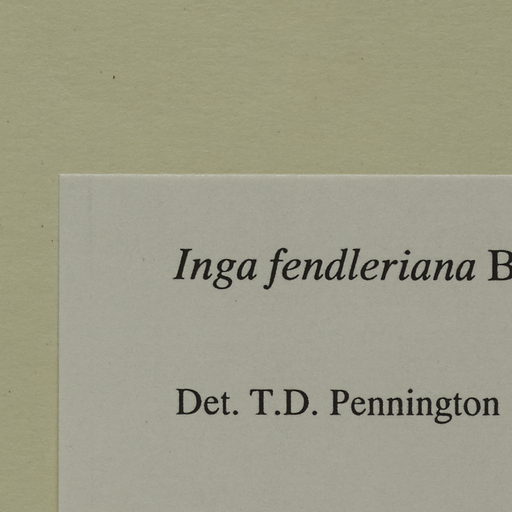 Inga fendleriana B
Det. T.D. Pennington